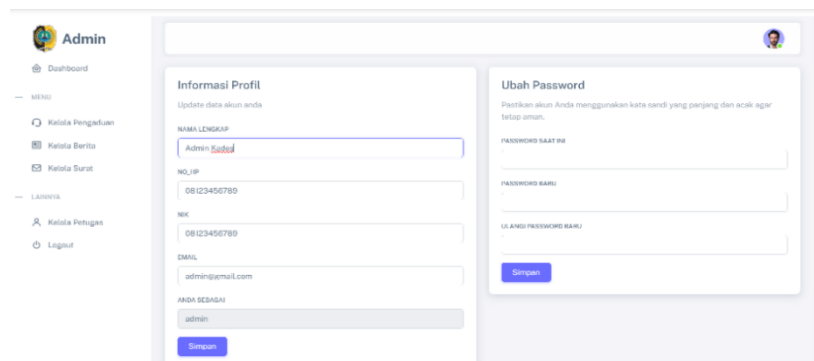 Admin
Dashboard
MENU
Kelola Pengaduan
Kelola Berita
Kelola Surat
LAINNYA
Kelola Petugas
Logout
Informasi Profil
Update data akun anda
NAMA LENGKAP
Admin Kades
NO_HP
08123456789
NIK
08123456789
EMAIL
admin@gmail.com
ANDA SEBAGAI
admin
Simpan
Ubah Password
Pastikan akun Anda menggunakan kata sandi yang panjang dan acak agar
tetap aman.
PASSWORD SAAT INI
PASSWORD BARU
ULANGI PASSWORD BARU
Simpan